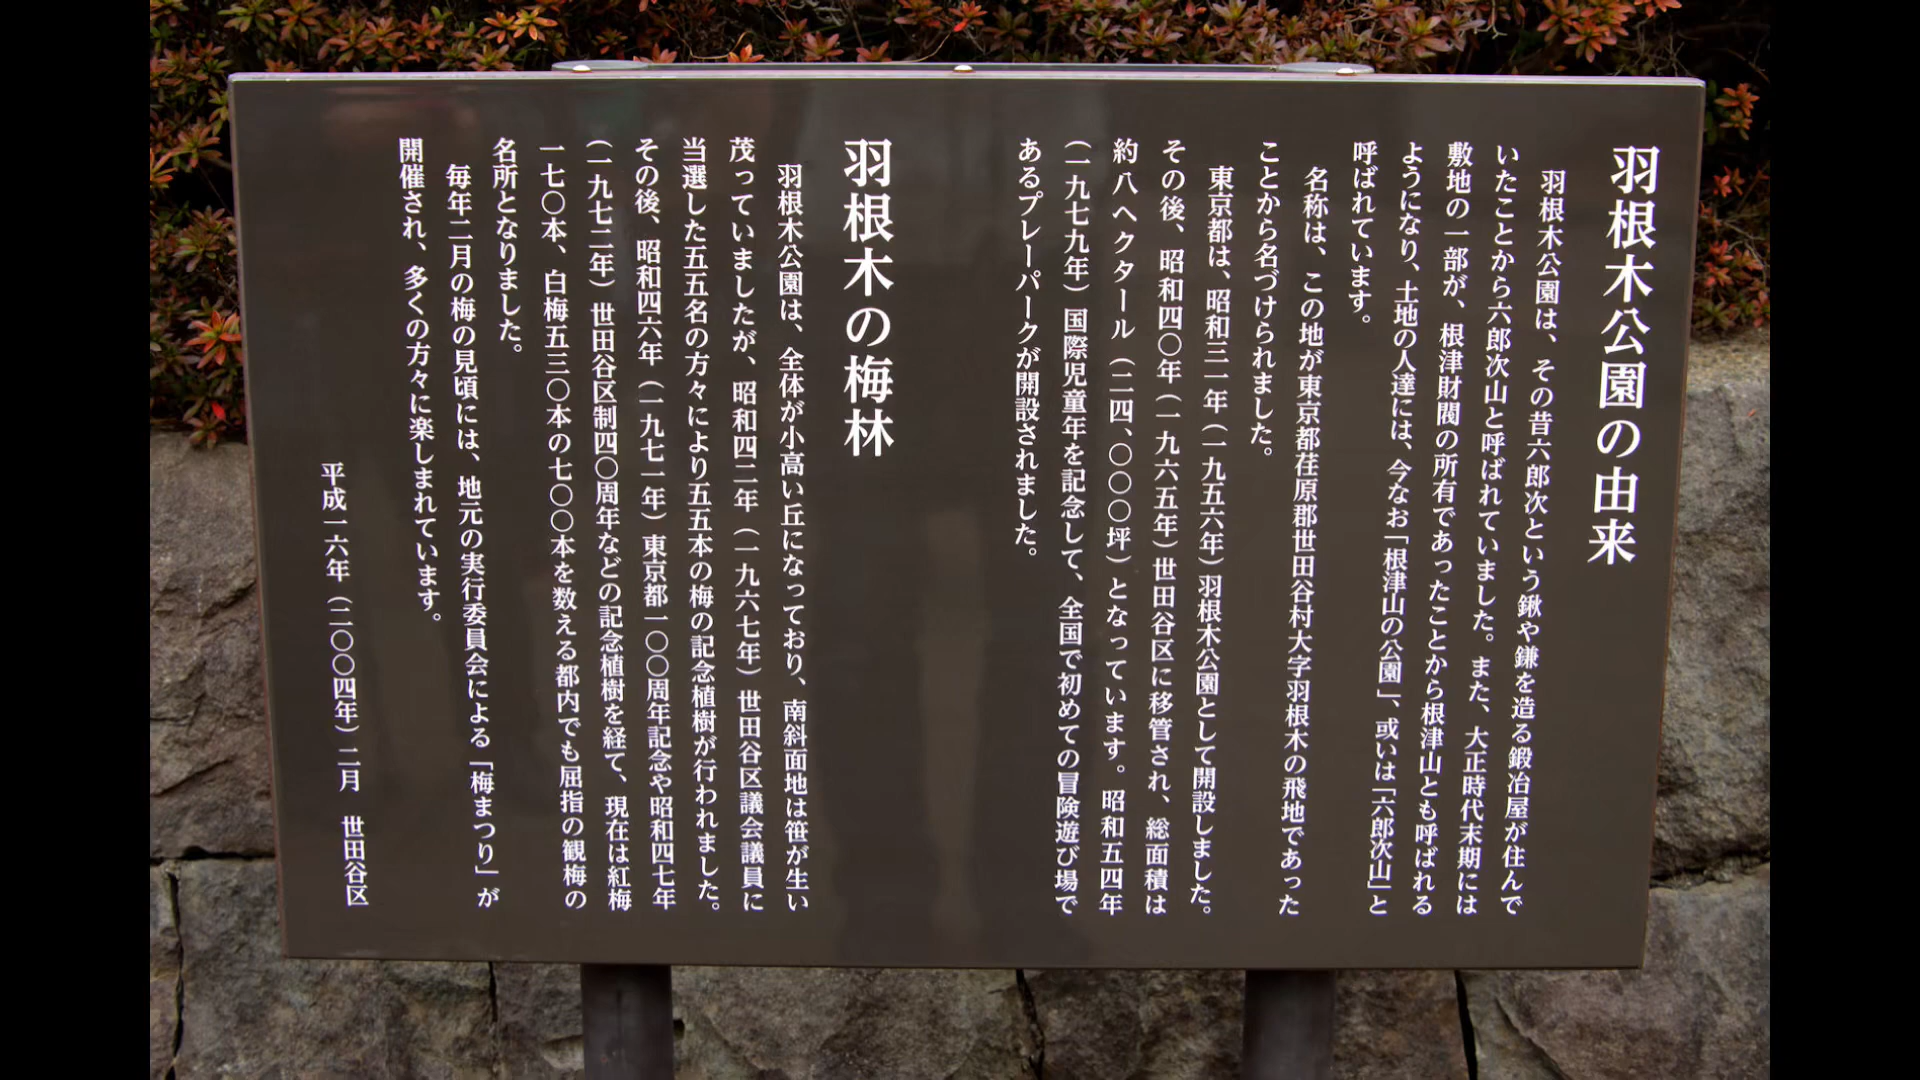 羽根木公園の由来
羽根木公園は、その昔六郎次という鍬や鎌を造る鍛冶屋が住んで
いたことから六郎次山と呼ばれていました。また、大正時代末期には
敷地の一部が、根津財閥の所有であったことから根津山とも呼ばれる
ようになり、土地の人達には、今なお「根津山の公園」、或いは「六郎次山」と
呼ばれています。
名称は、この地が東京都荏原郡世田谷村大字羽根木の飛地であった
ことから名づけられました。
東京都は、昭和三一年(一九五六年)羽根木公園として開設しました。
その後、昭和四〇年(一九六五年)世田谷区に移管され、総面積は
約八ヘクタール(二四、〇〇〇坪)となっています。昭和五四年
(一九七九年)国際児童年を記念して、全国で初めての冒険遊び場で
あるプレーパークが開設されました。
羽根木の梅林
羽根木公園は、全体が小高い丘になっており、南斜面地は笹が生い
茂っていましたが、昭和四二年(一九六七年)世田谷区議会議員に
当選した五五名の方々により五五本の梅の記念植樹が行われました。
その後、昭和四六年(一九七一年)東京都一〇〇周年記念や昭和四七年
(一九七二年)世田谷区制四〇周年などの記念植樹を経て、現在は紅梅
一七〇本、白梅五三〇本の七〇〇本を数える都内でも屈指の観梅の
名所となりました。
毎年二月の梅の見頃には、地元の実行委員会による「梅まつり」が
開催され、多くの方々に楽しまれています。
平成一六年(二〇〇四年)二月 世田谷区